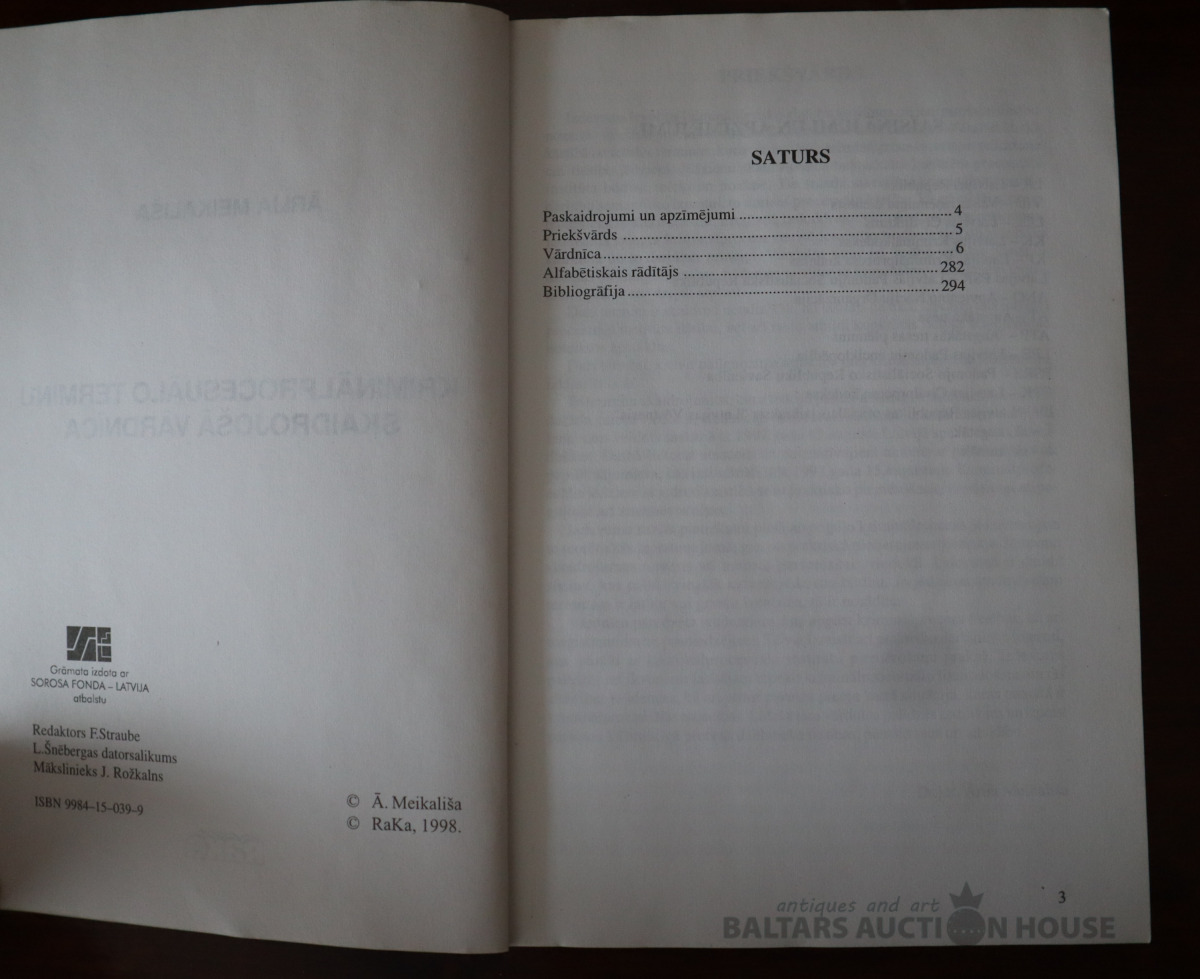 Grāmata izdota ar
SOROSA FONDA – LATVIJA
atbalstu
Redaktors F.Straube
L.Šnēbergas datorsalikums
Mākslinieks J. Rožkalns
ISBN 9984–15–039–9
© Ā. Meikališa
© RaKa, 1998.
SATURS
Paskaidrojumi un apzīmējumi ........ 4
Priekšvārds ........ 5
Vārdnīca ........ 6
Alfabētiskais rādītājs ........ 282
Bibliogrāfija ........ 294
3
antiques and art
BALTARS AUCTION HOUSE